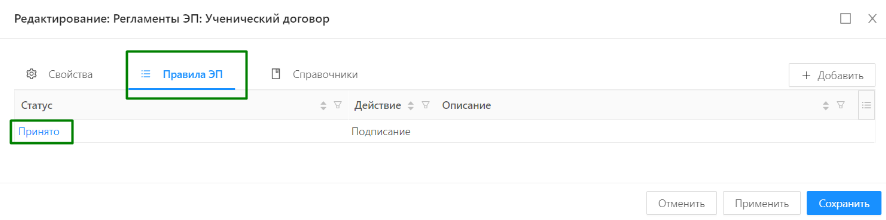 Редактирование: Регламенты ЭП: Ученический договор
Свойства Правила ЭП Справочники
+ Добавить
Статус Действие Описание
Принято Подписание
Отменить Применить Сохранить